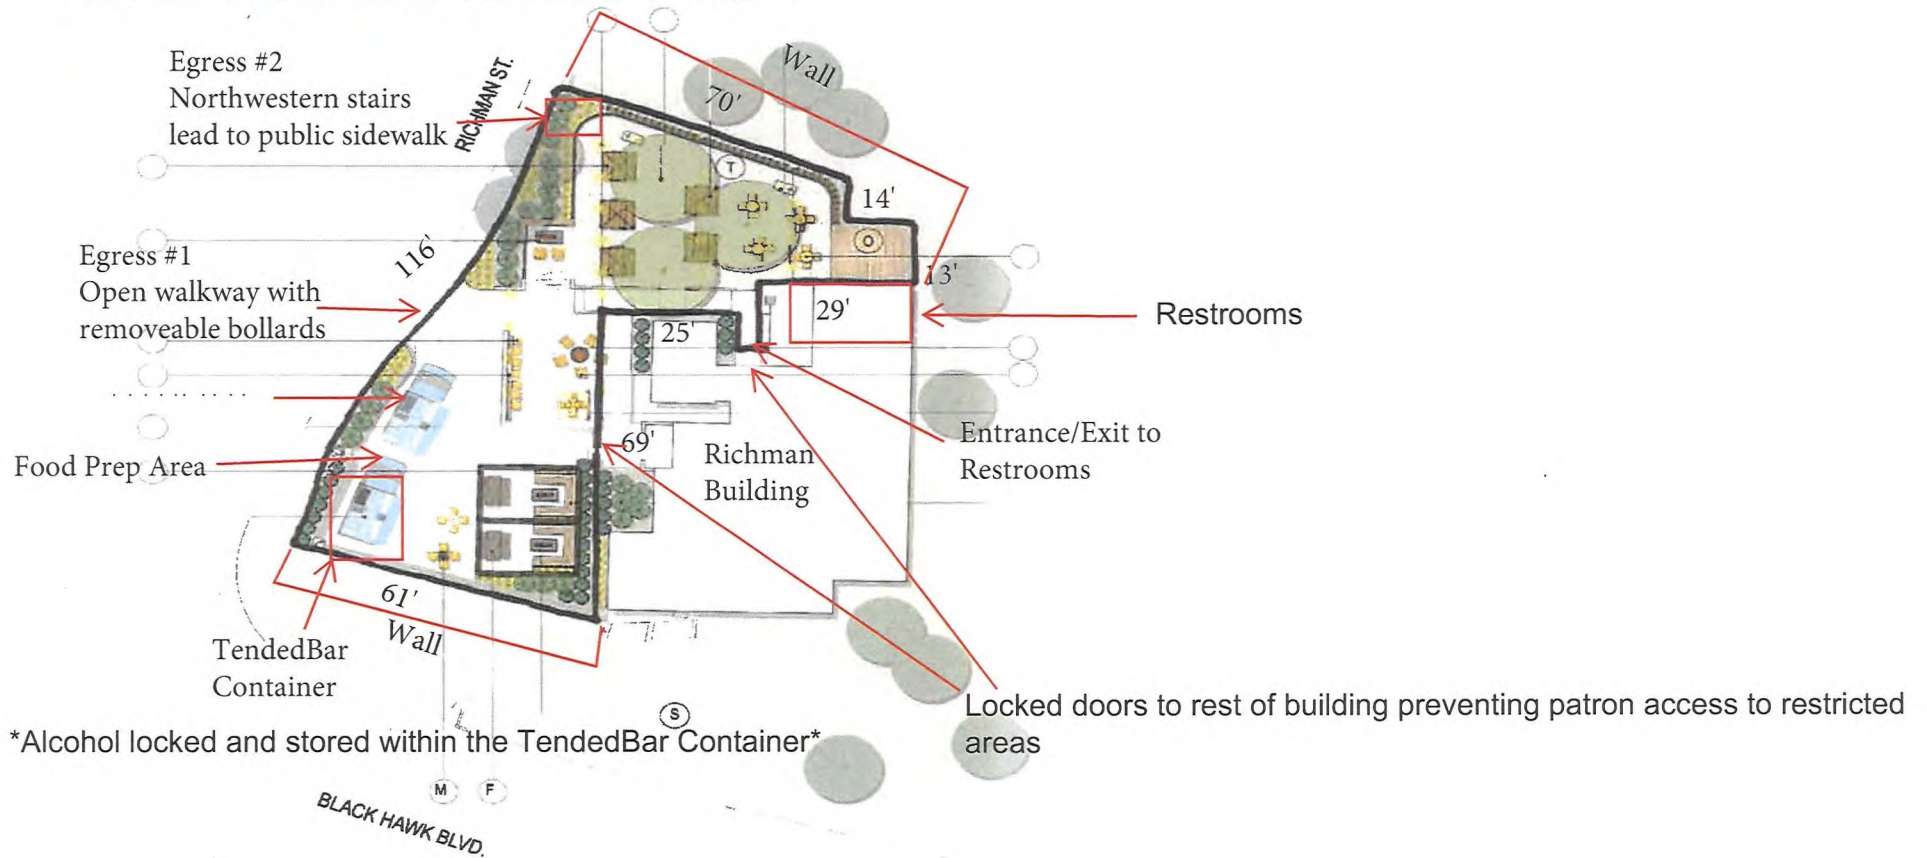 Egress #2
Northwestern stairs
lead to public sidewalk
RICHMAN ST.
Wall
70'
T
14'
O
13'
116'
Egress #1
Open walkway with
removeable bollards
29'
25'
Restrooms
Food Prep Area
69'
Richman
Building
Entrance/Exit to
Restrooms
61'
Wall
TendedBar
Container
S
Locked doors to rest of building preventing patron access to restricted
areas
*Alcohol locked and stored within the TendedBar Container*
M
F
BLACK HAWK BLVD.